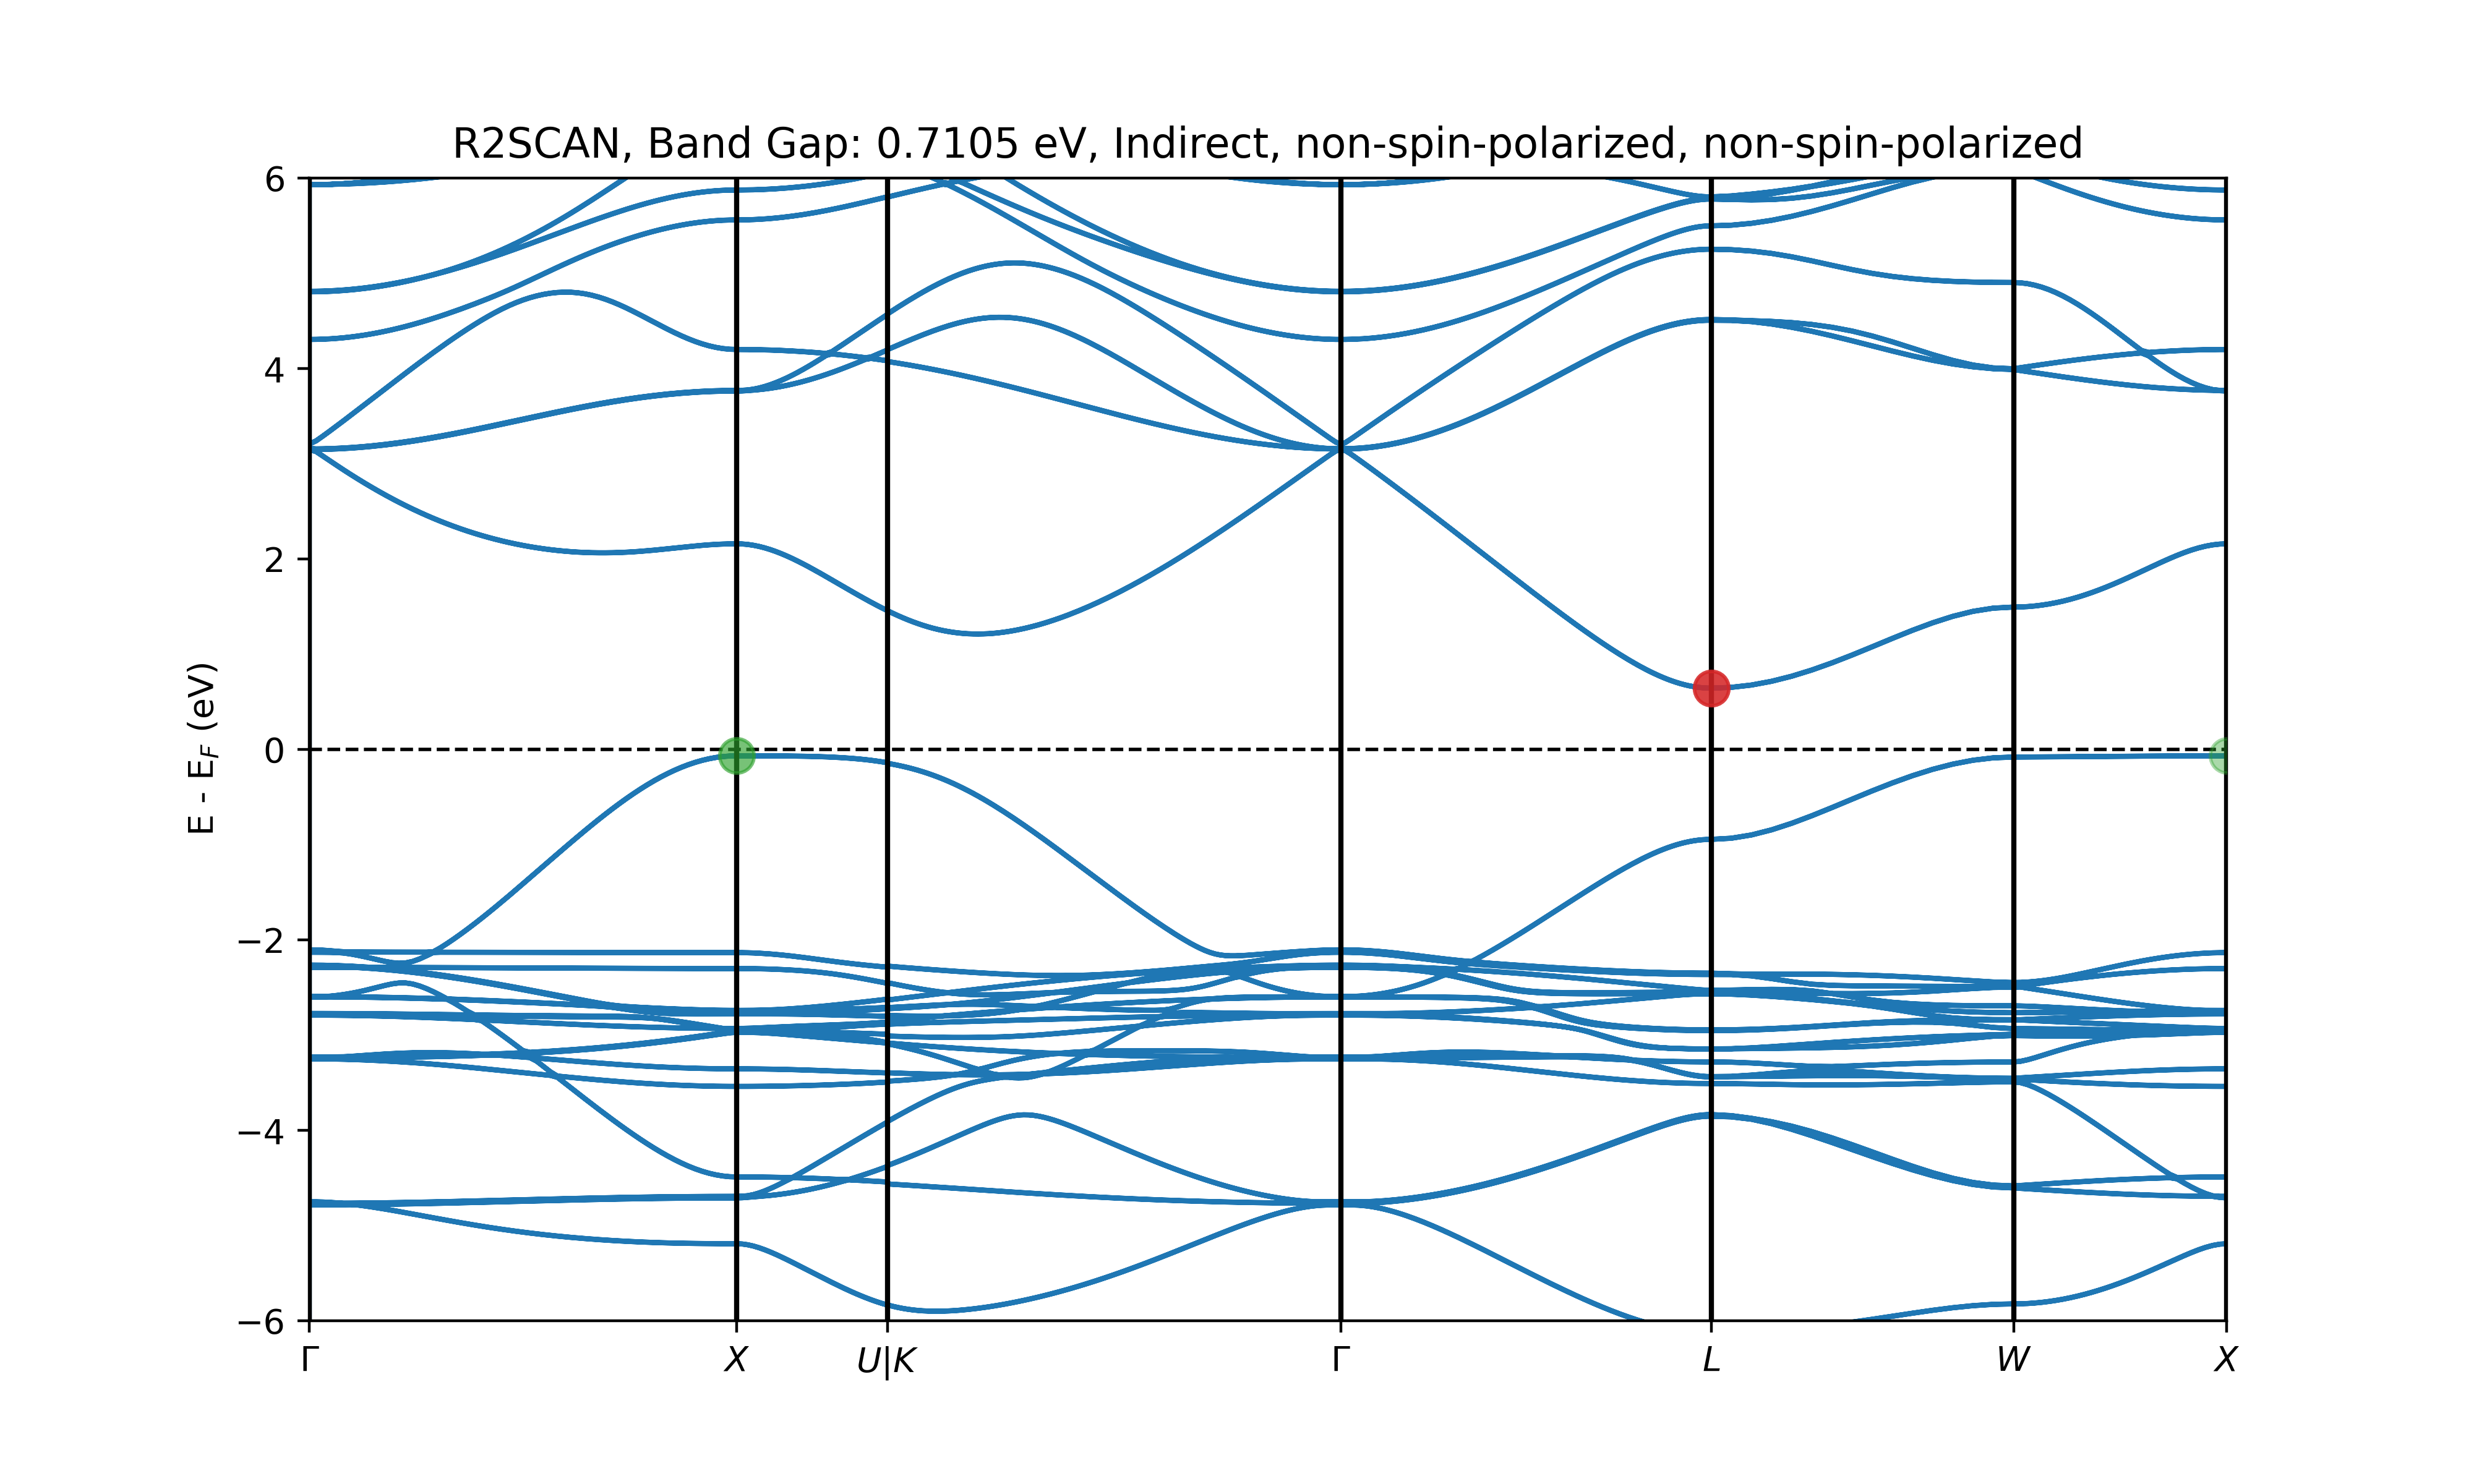 R2SCAN, Band Gap: 0.7105 eV, Indirect, non-spin-polarized, non-spin-polarized
6
4
2
0
−2
−4
−6
E - E_F (eV)
Γ X U|K Γ L W X